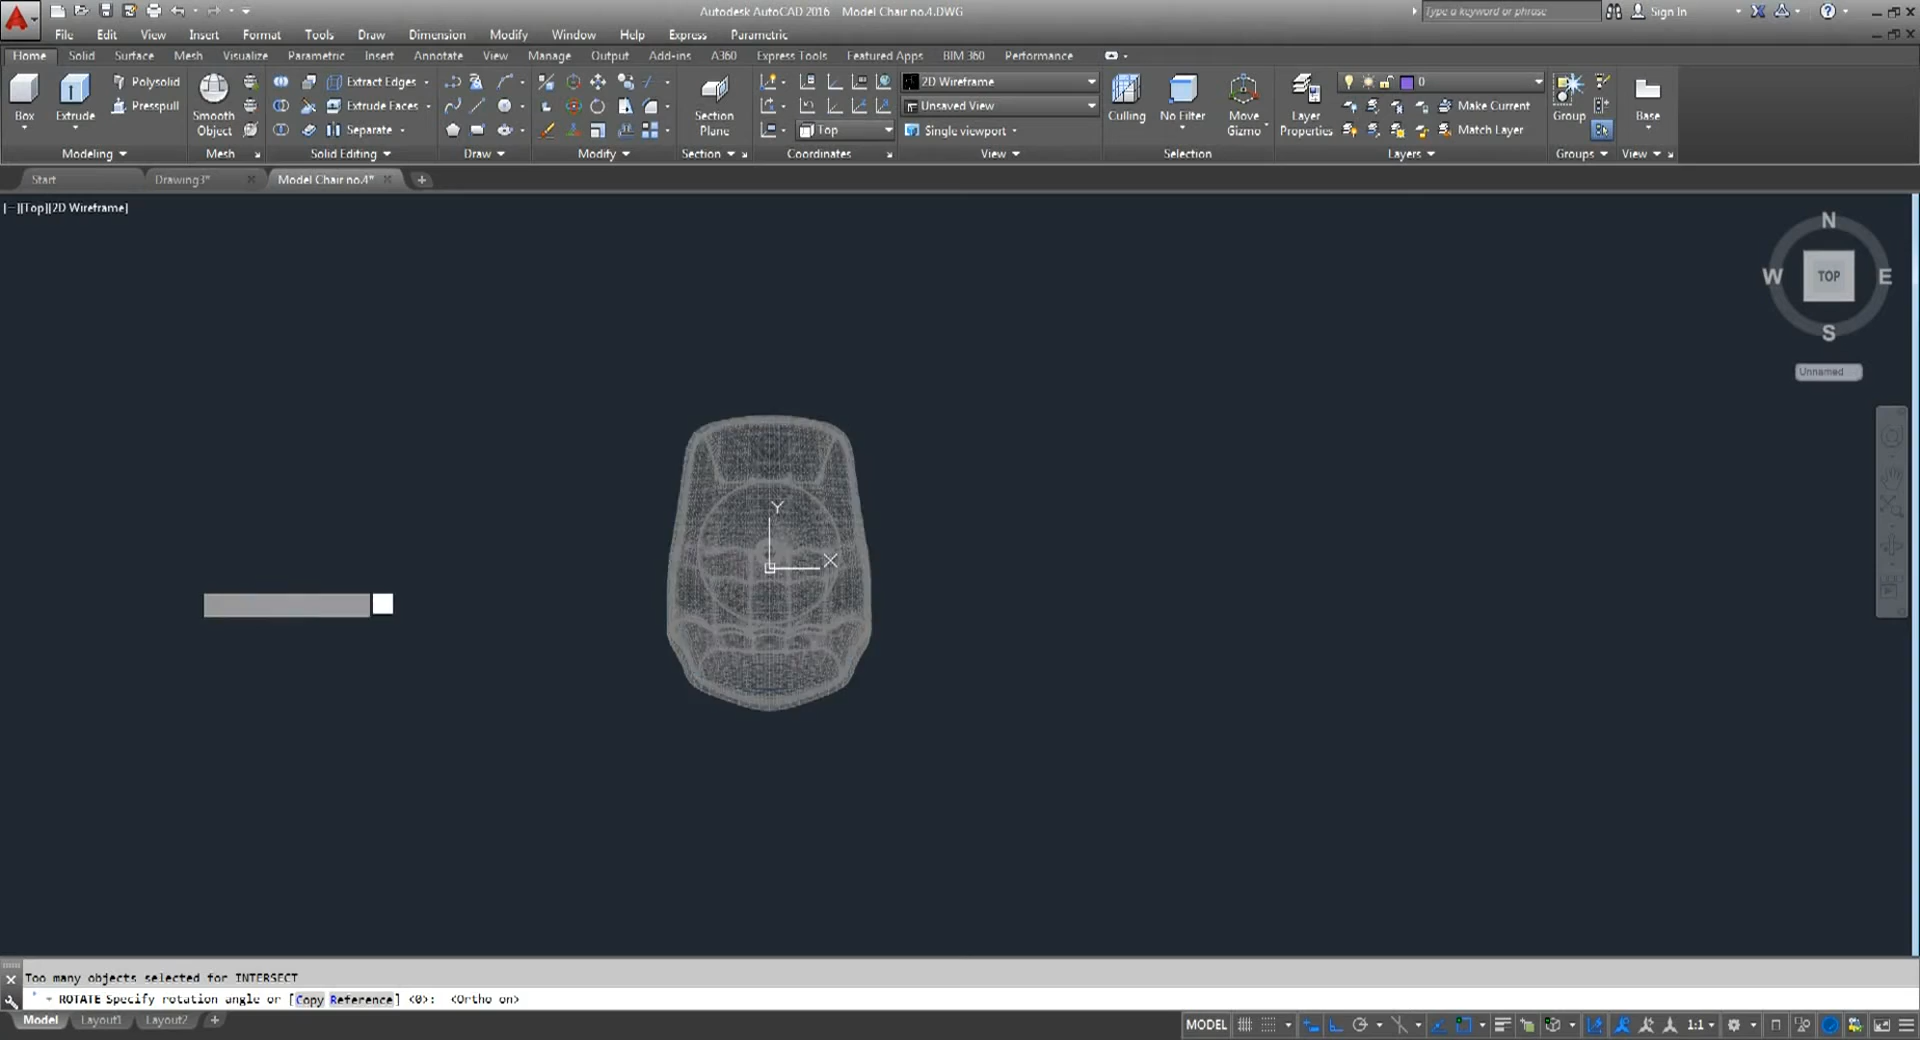 Autodesk AutoCAD 2016 Model Chair no.4.DWG
Type a keyword or phrase
Sign In
File Edit View Insert Format Tools Draw Dimension Modify Window Help Express Parametric
Home Solid Surface Mesh Visualize Parametric Insert Annotate View Manage Output Add-ins A360 Express Tools Featured Apps BIM 360 Performance
Polysolid Extract Edges 2D Wireframe 0
Presspull Extrude Faces Unsaved View Make Current
Box Extrude Smooth Object Separate Section Plane Top Single viewport Culling No Filter Move Gizmo Layer Properties Match Layer Group Base
Modeling Mesh Solid Editing Draw Modify Section Coordinates View Selection Layers Groups View
Start Drawing3* Model Chair no.4*
[−][Top][2D Wireframe]
N
W TOP E
S
Unnamed
Y
X
Too many objects selected for INTERSECT
ROTATE Specify rotation angle or [Copy Reference] <0>: <Ortho on>
Model Layout1 Layout2 +
MODEL 1:1